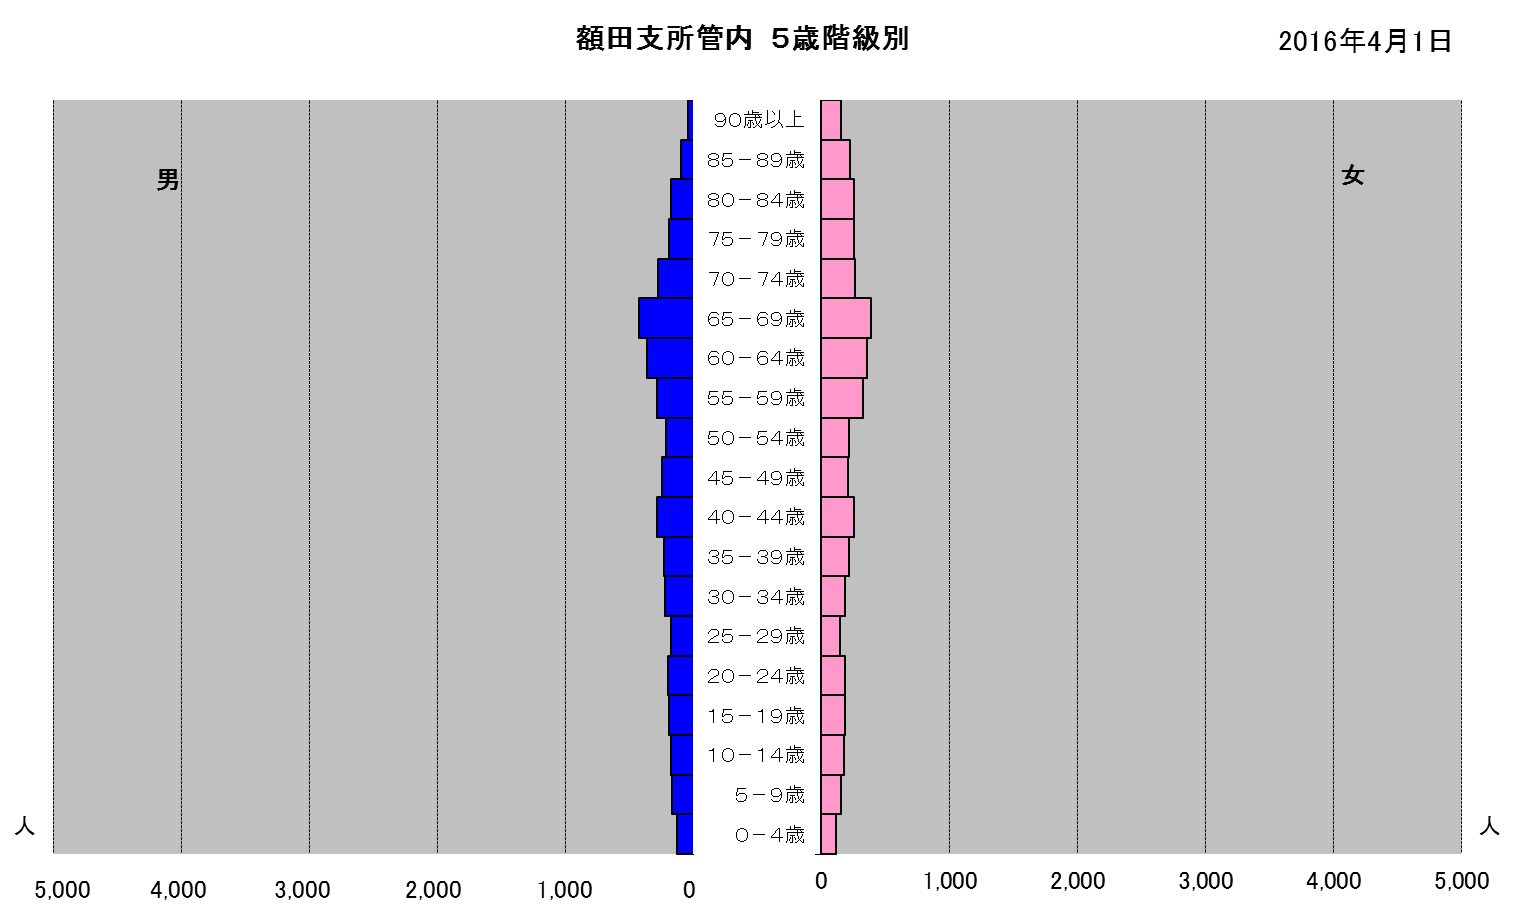 額田支所管内 5歳階級別
2016年4月1日
男
女
90歳以上
85－89歳
80－84歳
75－79歳
70－74歳
65－69歳
60－64歳
55－59歳
50－54歳
45－49歳
40－44歳
35－39歳
30－34歳
25－29歳
20－24歳
15－19歳
10－14歳
5－9歳
0－4歳
人
人
5,000 4,000 3,000 2,000 1,000 0
0 1,000 2,000 3,000 4,000 5,000